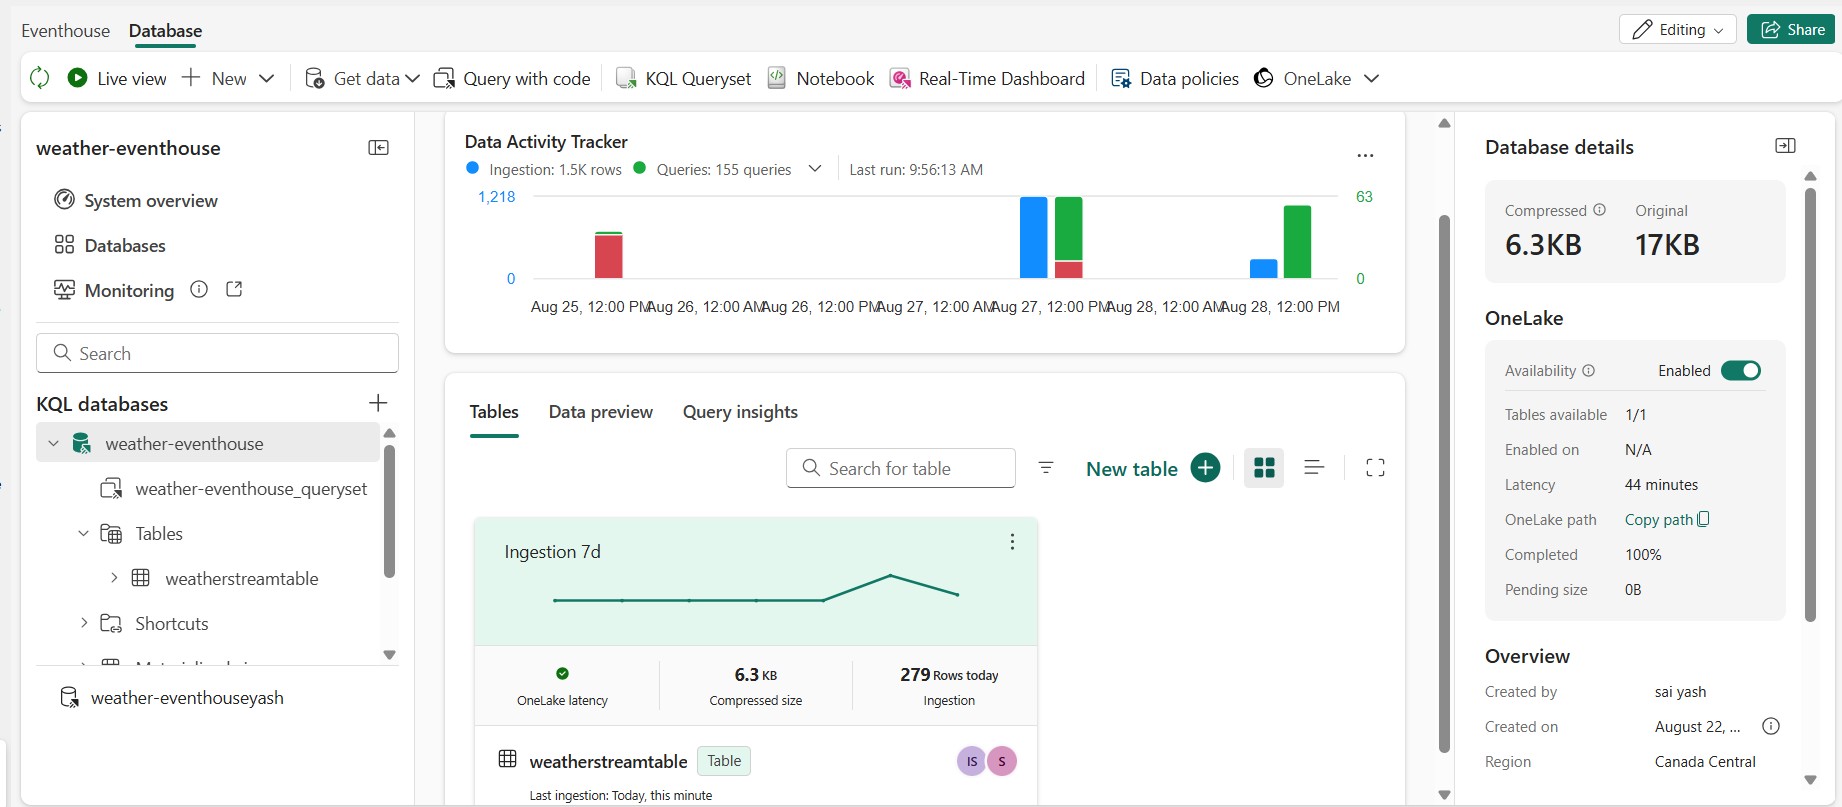 Eventhouse Database
Editing Share
Live view New Get data Query with code KQL Queryset Notebook Real-Time Dashboard Data policies OneLake
weather-eventhouse
System overview
Databases
Monitoring
Search
KQL databases
weather-eventhouse
weather-eventhouse_queryset
Tables
weatherstreamtable
Shortcuts
weather-eventhouseyash
Data Activity Tracker
Ingestion: 1.5K rows Queries: 155 queries Last run: 9:56:13 AM
1,218 63
0 0
Aug 25, 12:00 PM Aug 26, 12:00 AM Aug 26, 12:00 PM Aug 27, 12:00 AM Aug 27, 12:00 PM Aug 28, 12:00 AM Aug 28, 12:00 PM
Tables Data preview Query insights
Search for table New table
Ingestion 7d
6.3 KB 279 Rows today
OneLake latency Compressed size Ingestion
weatherstreamtable Table IS S
Last ingestion: Today, this minute
Database details
Compressed Original
6.3KB 17KB
OneLake
Availability Enabled
Tables available 1/1
Enabled on N/A
Latency 44 minutes
OneLake path Copy path
Completed 100%
Pending size 0B
Overview
Created by sai yash
Created on August 22, ...
Region Canada Central